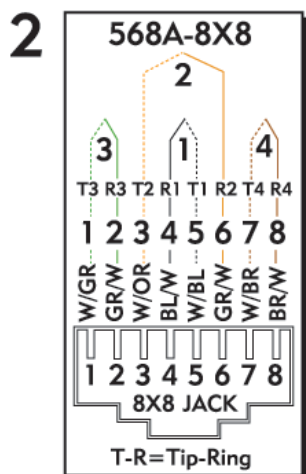 2
568A-8X8
2
3 1 4
T3 R3 T2 R1 T1 R2 T4 R4
1 2 3 4 5 6 7 8
W/GR GR/W W/OR BL/W W/BL GR/W W/BR BR/W
1 2 3 4 5 6 7 8
8X8 JACK
T-R=Tip-Ring